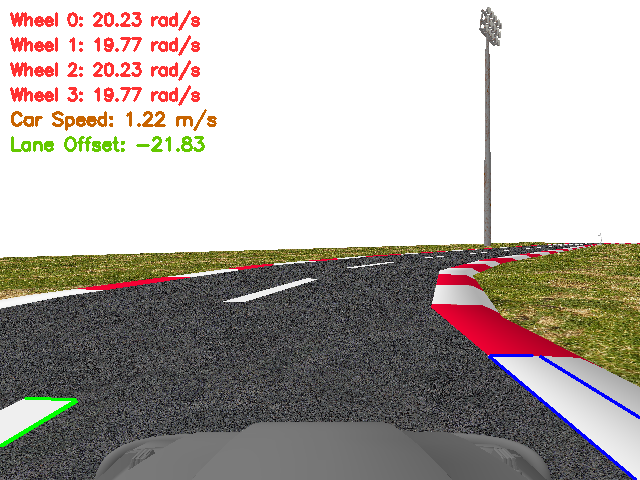 Wheel 0: 20.23 rad/s
Wheel 1: 19.77 rad/s
Wheel 2: 20.23 rad/s
Wheel 3: 19.77 rad/s
Car Speed: 1.22 m/s
Lane Offset: -21.83